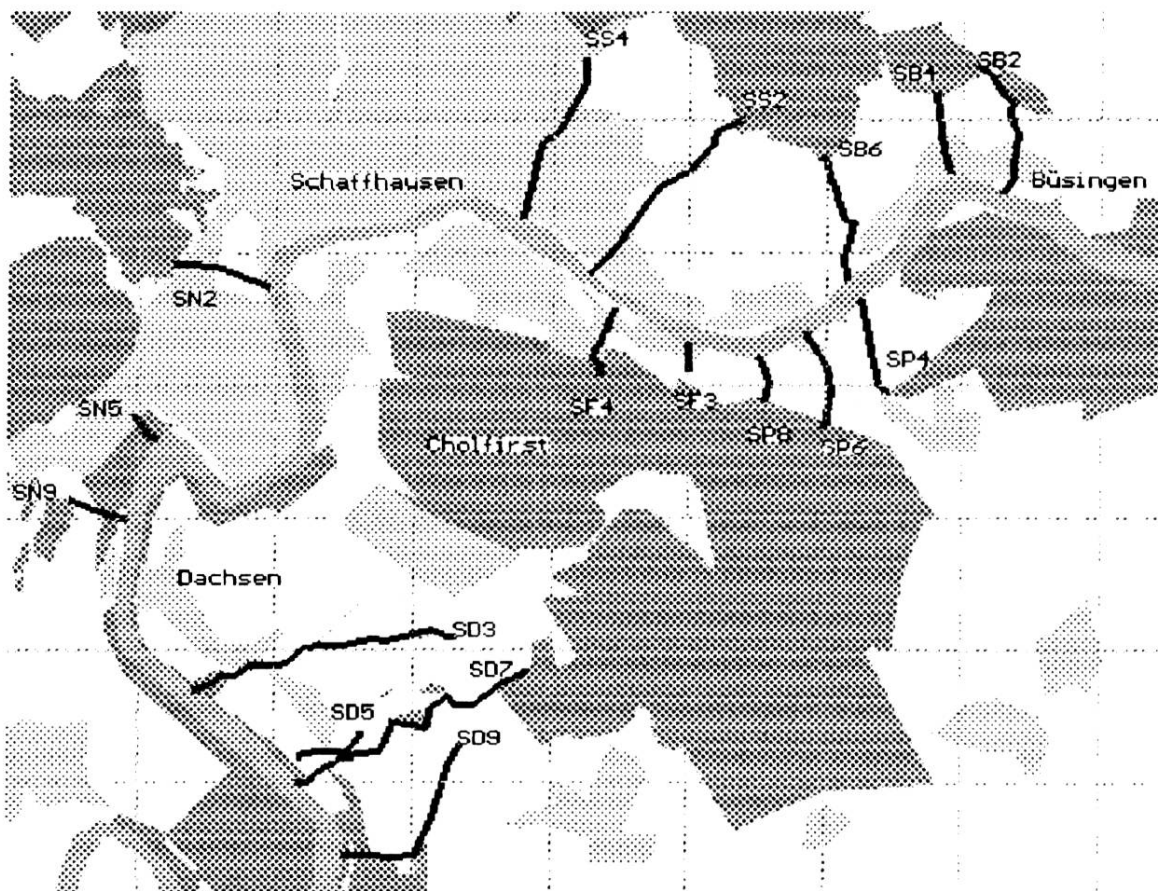 SS4
SB2
SB4
SS2
SB6
Schaffhausen
Büsingen
SN2
SP4
SN5
SF4
SF3
SP8
SP6
Cholfirst
SN9
Dachsen
SD3
SD7
SD5
SD9